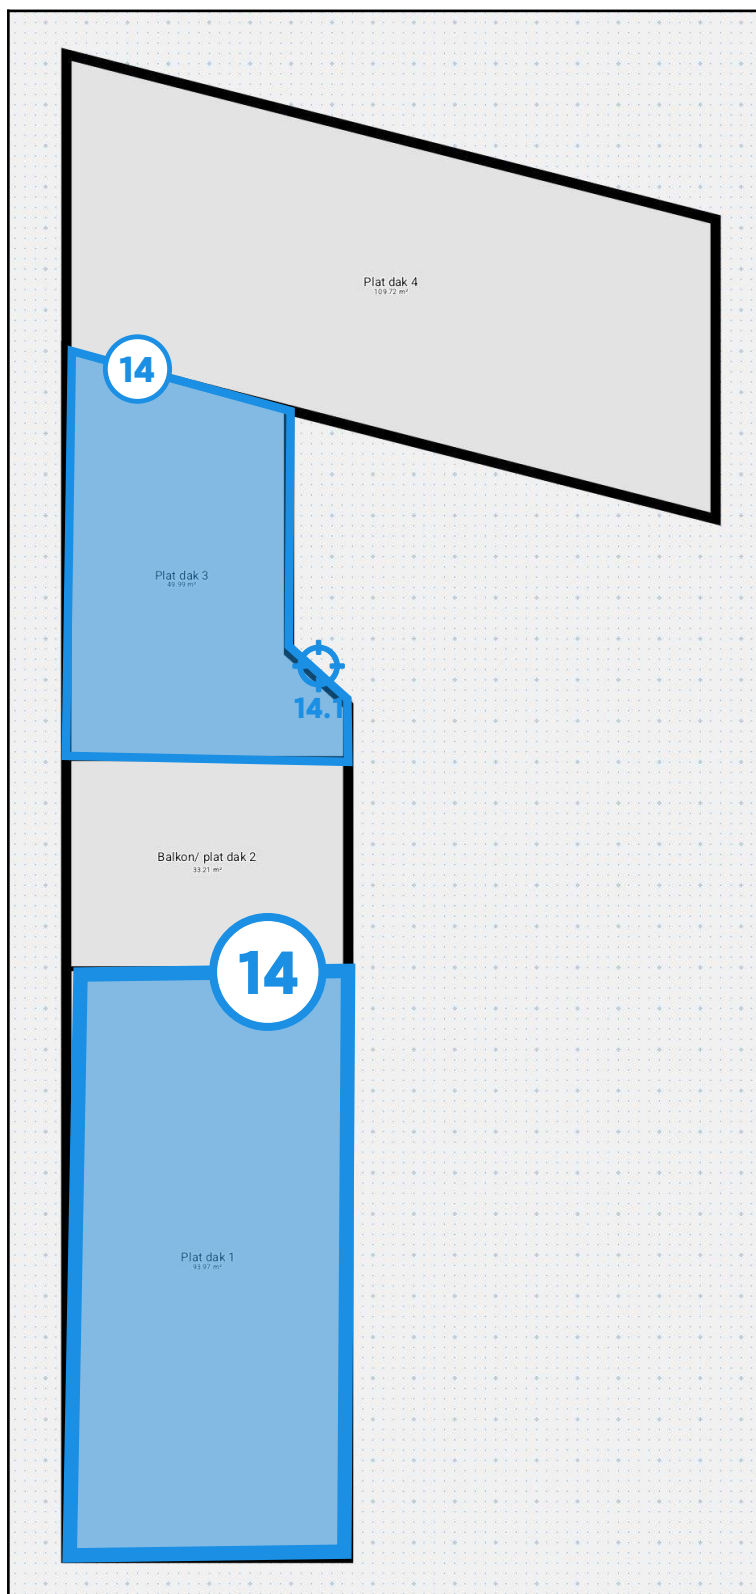 Plat dak 4
109.72 m²
14
Plat dak 3
49.99 m²
14.1
Balkon/ plat dak 2
33.21 m²
14
Plat dak 1
93.97 m²